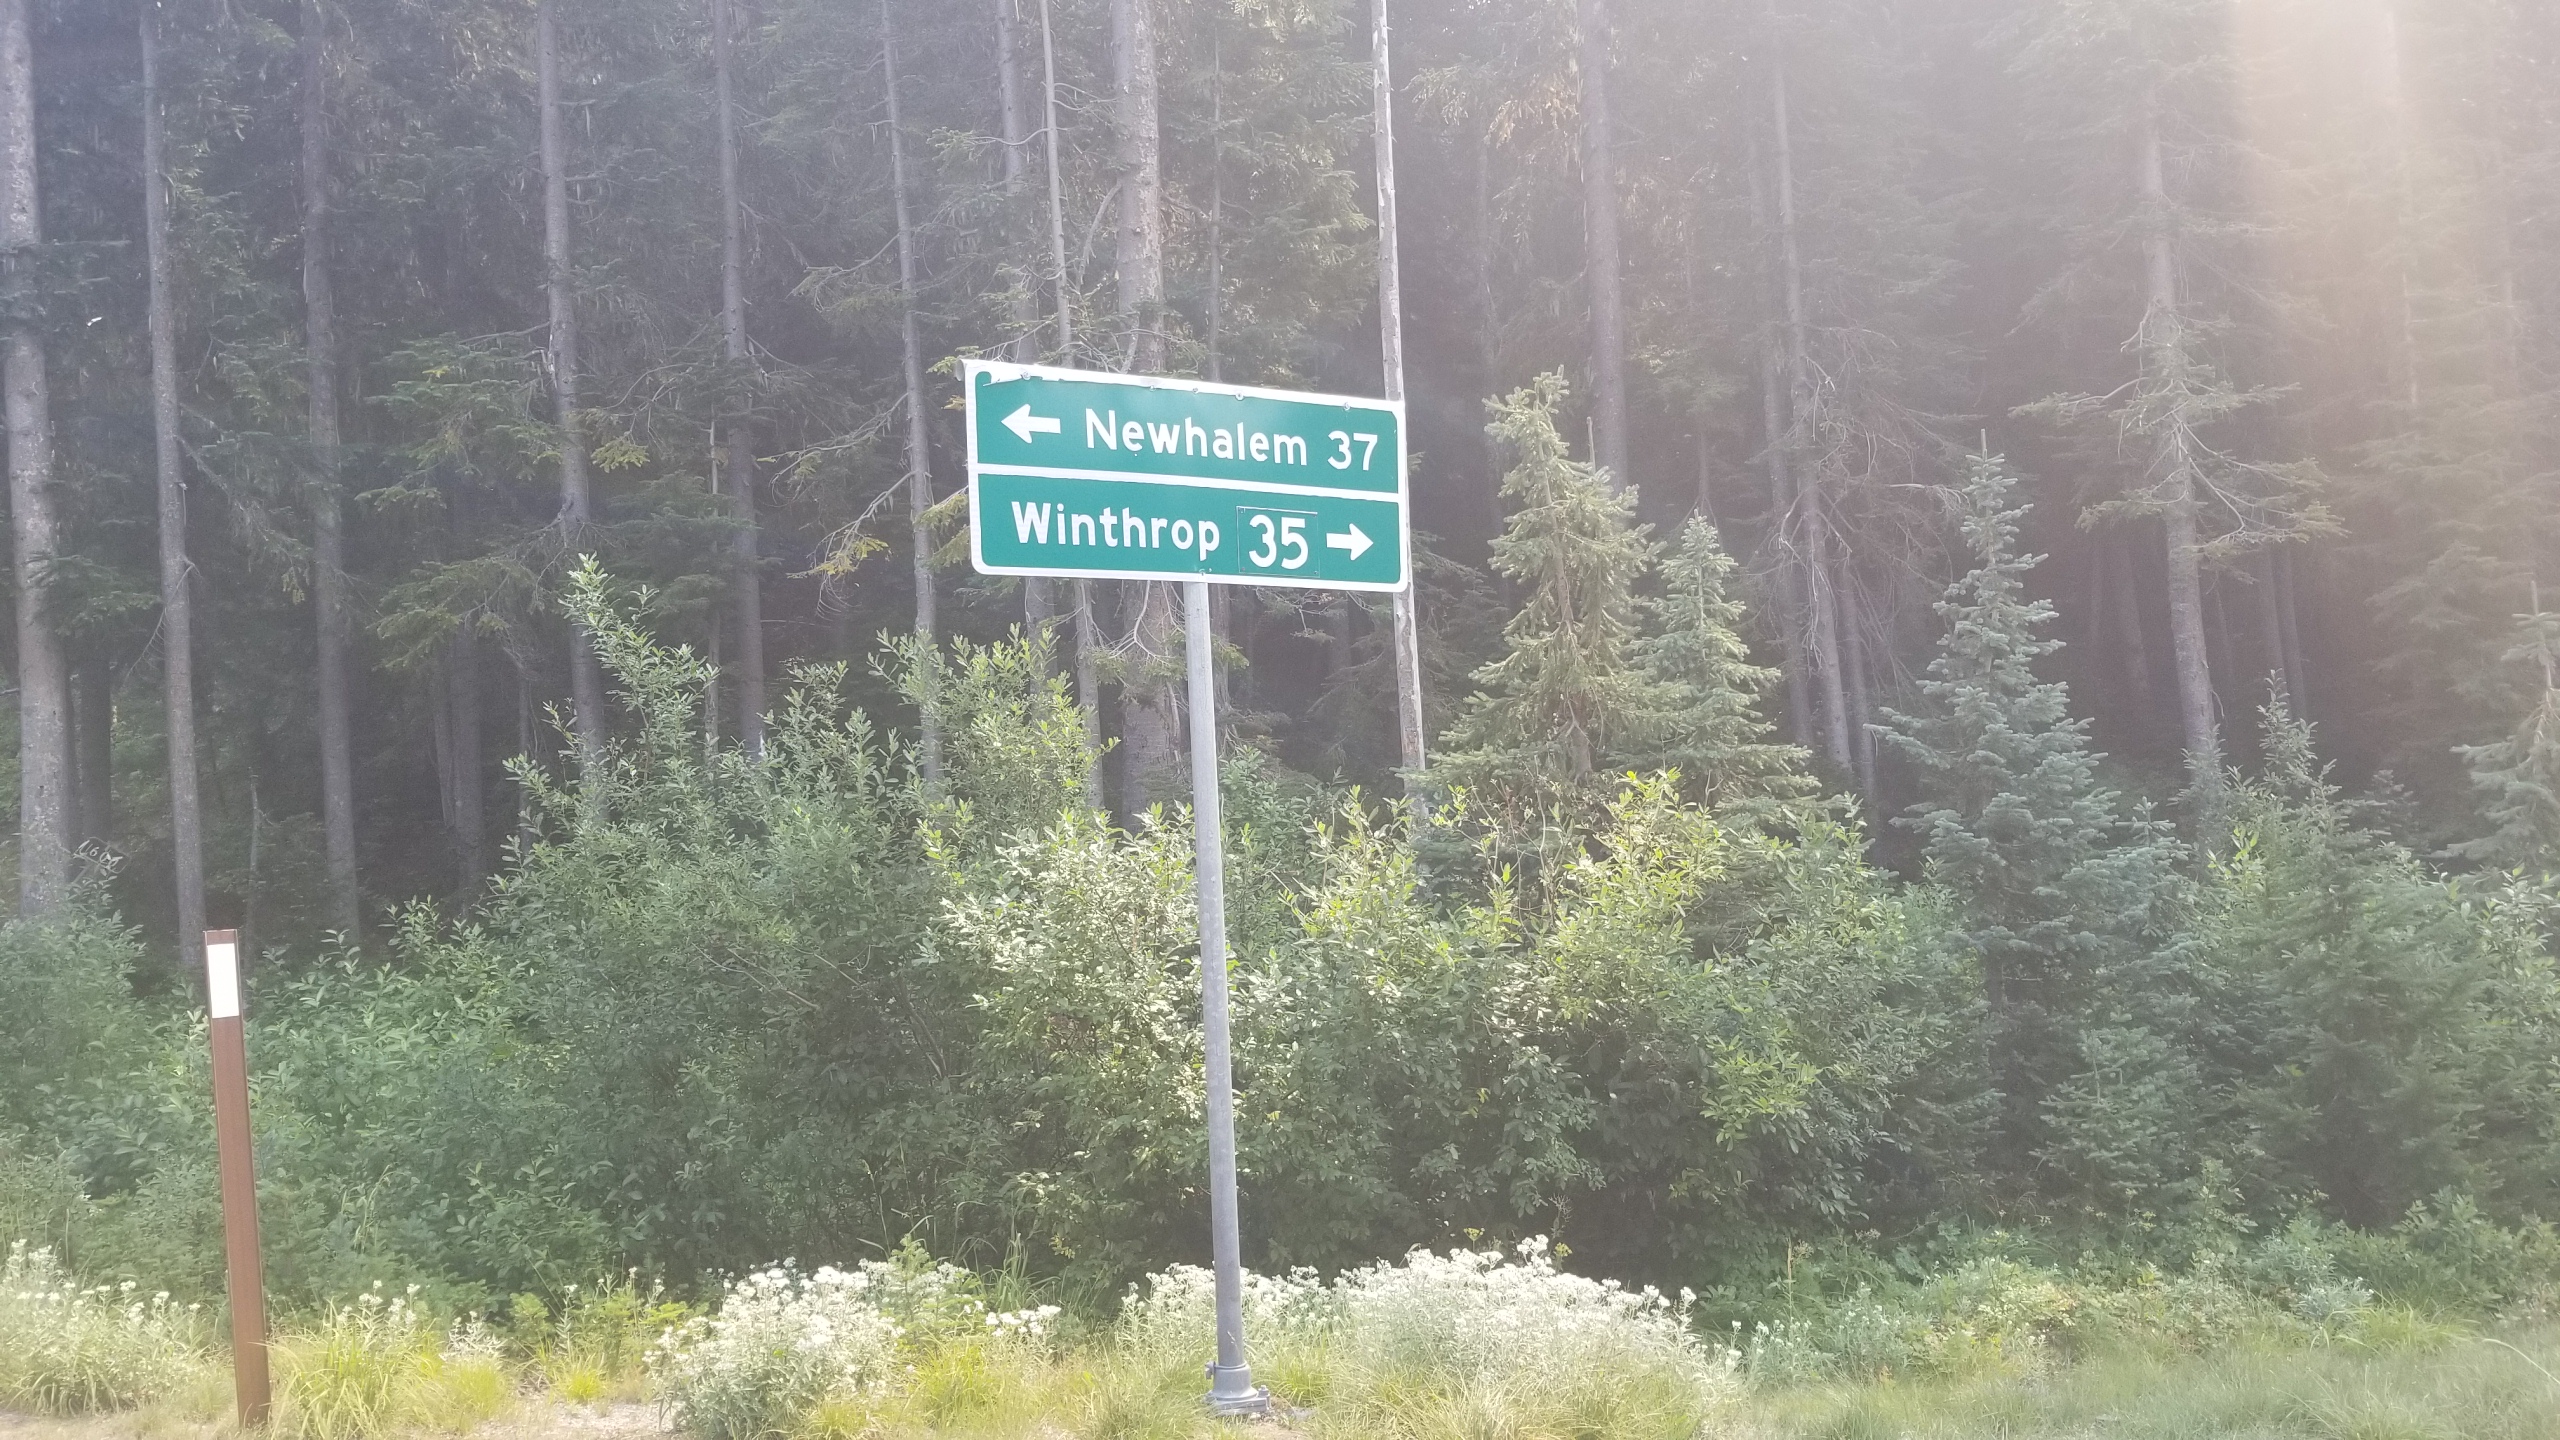 ← Newhalem 37
Winthrop 35 →